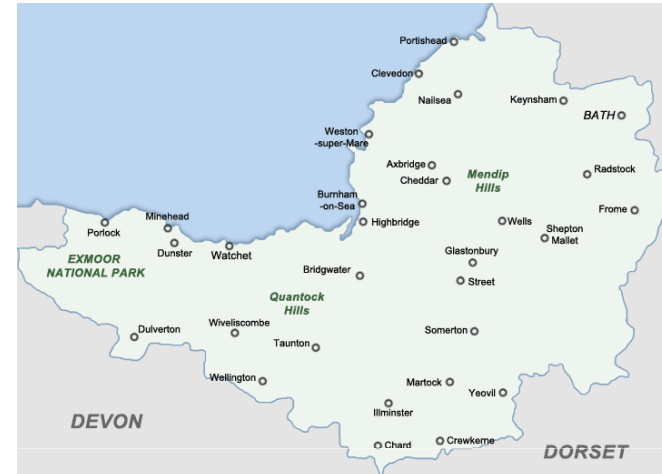 Portishead
Clevedon
Nailsea
Keynsham
BATH
Weston
-super-Mare
Axbridge
Cheddar
Mendip
Hills
Radstock
Burnham
-on-Sea
Highbridge
Frome
Wells
Shepton
Mallet
Minehead
Porlock
Dunster
Watchet
EXMOOR
NATIONAL PARK
Glastonbury
Bridgwater
Street
Quantock
Hills
Dulverton
Wiveliscombe
Taunton
Somerton
Wellington
Martock
Yeovil
Illminster
DEVON
Chard
Crewkerne
DORSET